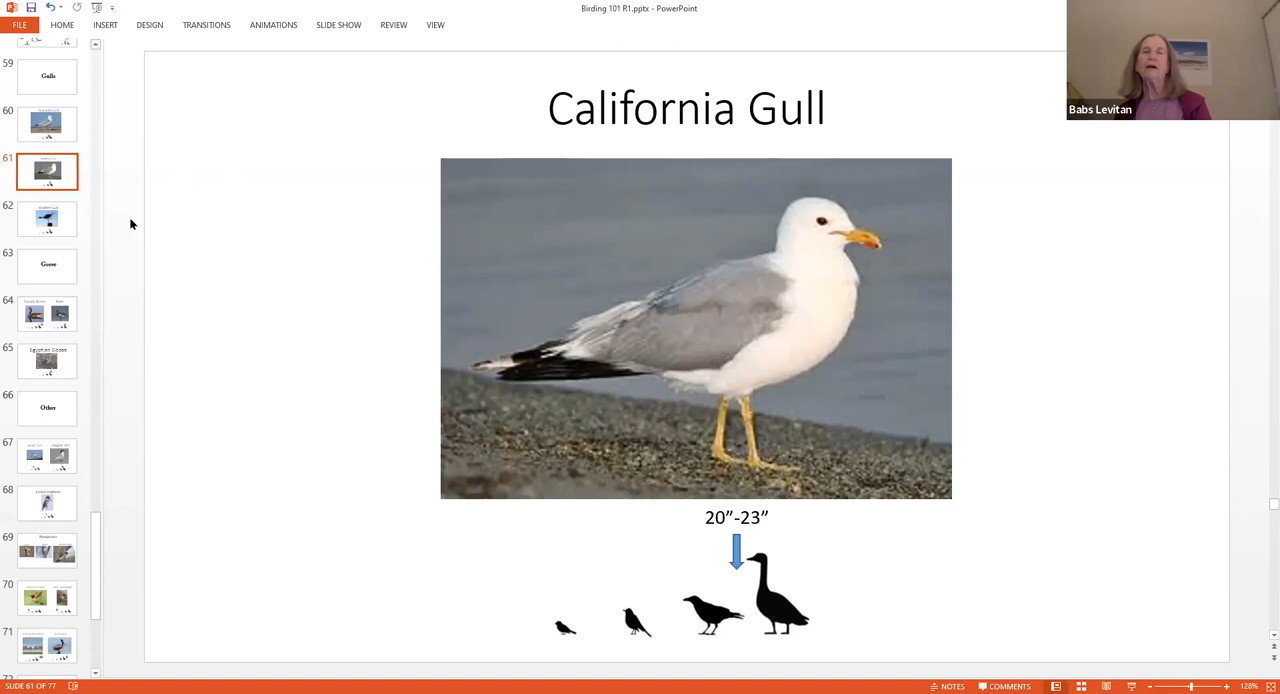 Birding 101 R1.pptx - PowerPoint
FILE HOME INSERT DESIGN TRANSITIONS ANIMATIONS SLIDE SHOW REVIEW VIEW
Babs Levitan
California Gull
20”-23”
59
Gulls
60
61
62
63
Geese
64
65
Egyptian Goose
66
Other
67
68
69
70
71
SLIDE 61 OF 77
NOTES
COMMENTS
128%